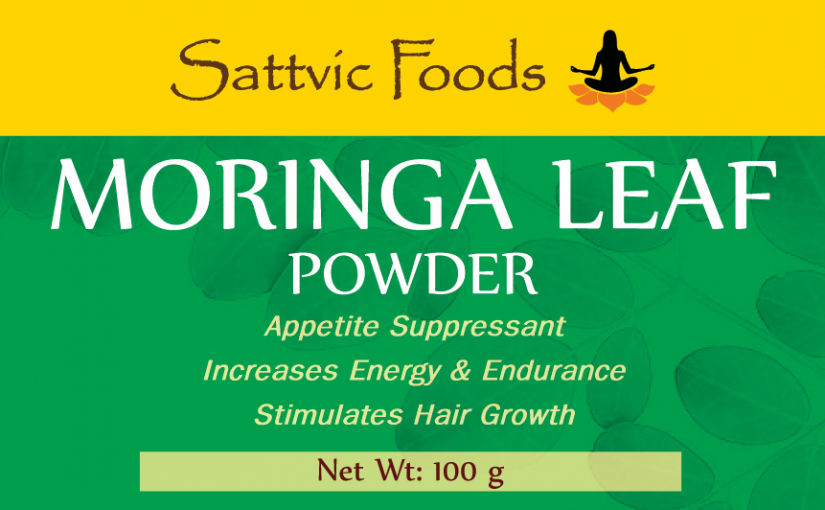 Sattvic Foods
MORINGA LEAF
POWDER
Appetite Suppressant
Increases Energy & Endurance
Stimulates Hair Growth
Net Wt: 100 g